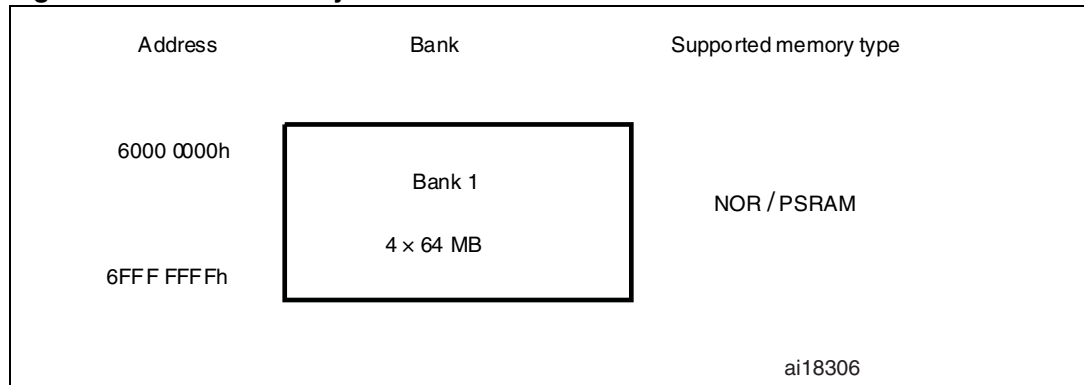 Address Bank Supported memory type
6000 0000h
Bank 1
NOR / PSRAM
4 × 64 MB
6FFF FFFFh
ai18306